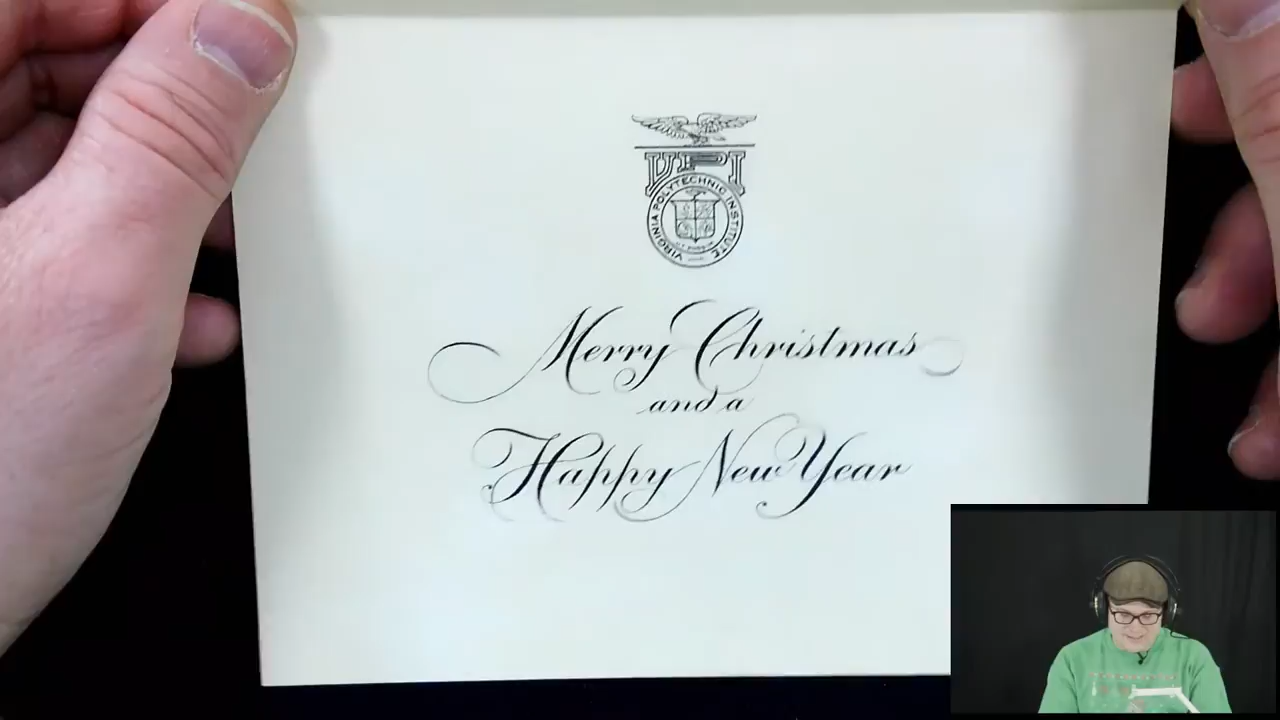 VPI
VIRGINIA POLYTECHNIC INSTITUTE
Merry Christmas
and a
Happy New Year